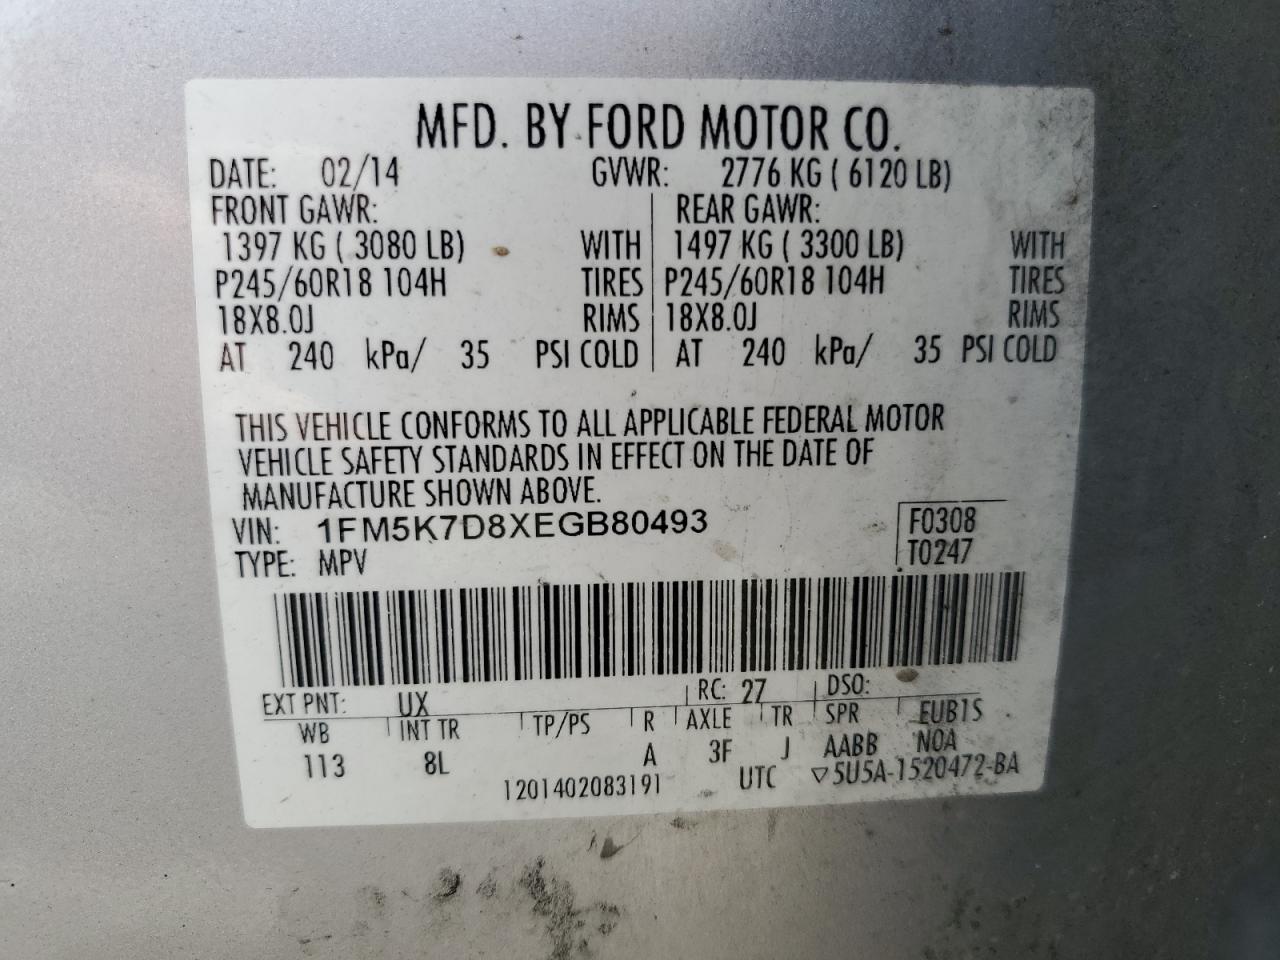 MFD. BY FORD MOTOR CO.
DATE: 02/14 GVWR: 2776 KG ( 6120 LB)
FRONT GAWR: REAR GAWR:
1397 KG ( 3080 LB) WITH 1497 KG ( 3300 LB) WITH
P245/60R18 104H TIRES P245/60R18 104H TIRES
18X8.0J RIMS 18X8.0J RIMS
AT 240 kPa/ 35 PSI COLD AT 240 kPa/ 35 PSI COLD
THIS VEHICLE CONFORMS TO ALL APPLICABLE FEDERAL MOTOR
VEHICLE SAFETY STANDARDS IN EFFECT ON THE DATE OF
MANUFACTURE SHOWN ABOVE.
VIN: 1FM5K7D8XEGB80493 F0308
TYPE: MPV T0247
EXT PNT: UX RC: 27 DSO:
WB INT TR TP/PS R AXLE TR SPR EUB1S
113 8L A 3F J AABB NOA
1201402083191 UTC ▽5U5A-1520472-BA